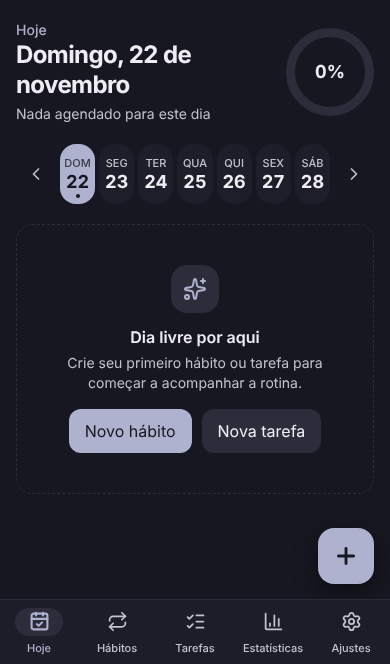 Hoje
Domingo, 22 de
novembro
Nada agendado para este dia
0%
DOM SEG TER QUA QUI SEX SÁB
22 23 24 25 26 27 28
Dia livre por aqui
Crie seu primeiro hábito ou tarefa para
começar a acompanhar a rotina.
Novo hábito Nova tarefa
Hoje Hábitos Tarefas Estatísticas Ajustes